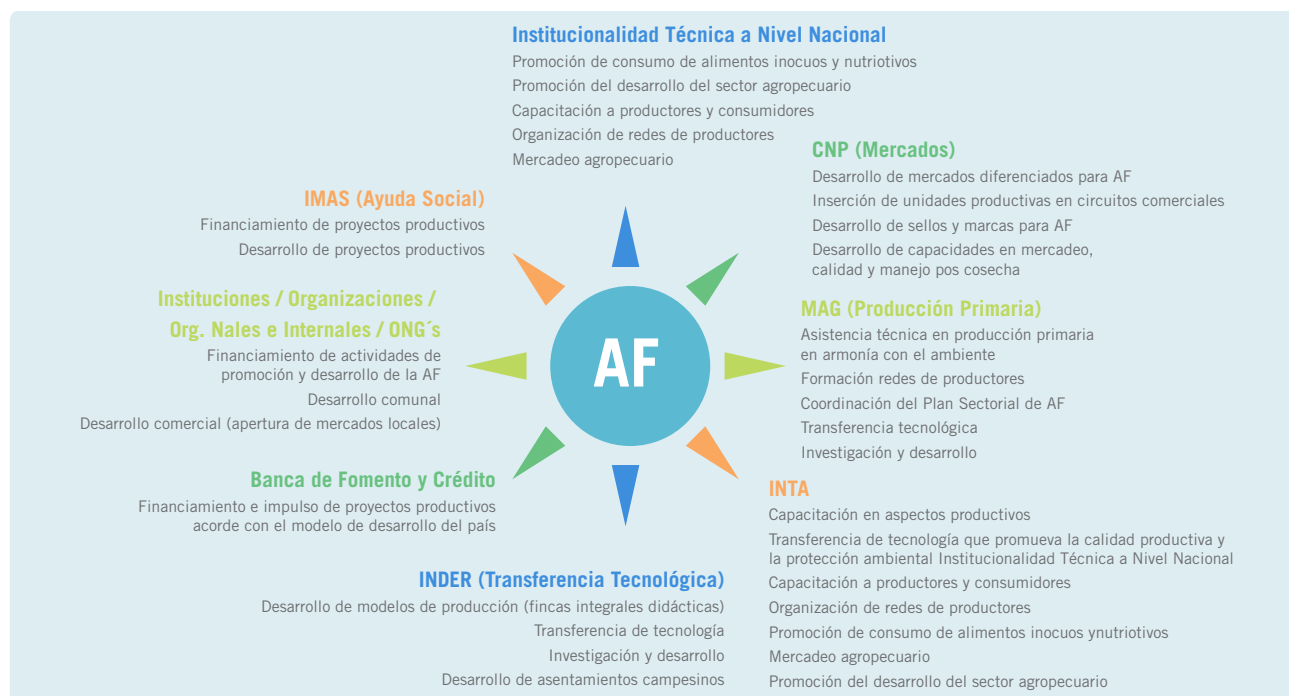 Institucionalidad Técnica a Nivel Nacional
Promoción de consumo de alimentos inocuos y nutriotivos
Promoción del desarrollo del sector agropecuario
Capacitación a productores y consumidores
Organización de redes de productores
Mercadeo agropecuario
CNP (Mercados)
Desarrollo de mercados diferenciados para AF
Inserción de unidades productivas en circuitos comerciales
Desarrollo de sellos y marcas para AF
Desarrollo de capacidades en mercadeo,
calidad y manejo pos cosecha
IMAS (Ayuda Social)
Financiamiento de proyectos productivos
Desarrollo de proyectos productivos
Instituciones / Organizaciones /
Org. Nales e Internales / ONG´s
Financiamiento de actividades de
promoción y desarrollo de la AF
Desarrollo comunal
Desarrollo comercial (apertura de mercados locales)
AF
MAG (Producción Primaria)
Asistencia técnica en producción primaria
en armonía con el ambiente
Formación redes de productores
Coordinación del Plan Sectorial de AF
Transferencia tecnológica
Investigación y desarrollo
Banca de Fomento y Crédito
Financiamiento e impulso de proyectos productivos
acorde con el modelo de desarrollo del país
INTA
Capacitación en aspectos productivos
Transferencia de tecnología que promueva la calidad productiva y
la protección ambiental Institucionalidad Técnica a Nivel Nacional
Capacitación a productores y consumidores
Organización de redes de productores
Promoción de consumo de alimentos inocuos ynutriotivos
Mercadeo agropecuario
Promoción del desarrollo del sector agropecuario
INDER (Transferencia Tecnológica)
Desarrollo de modelos de producción (fincas integrales didácticas)
Transferencia de tecnología
Investigación y desarrollo
Desarrollo de asentamientos campesinos